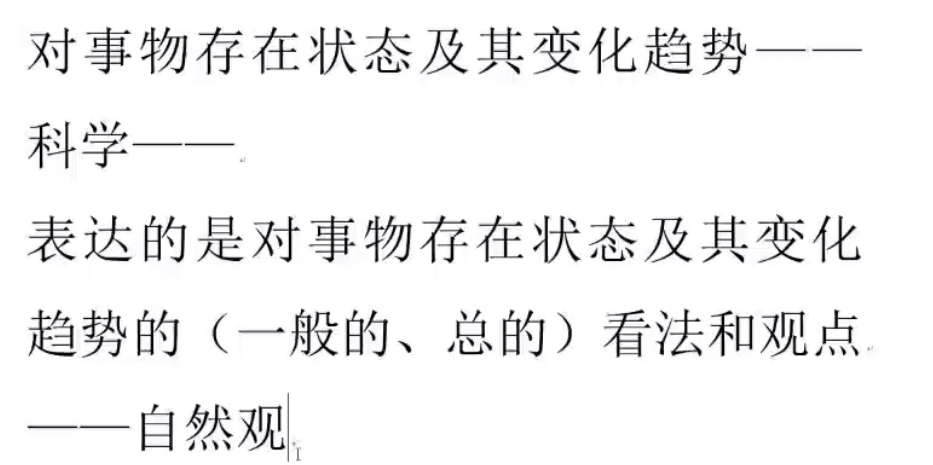 对事物存在状态及其变化趋势——
科学——
表达的是对事物存在状态及其变化
趋势的（一般的、总的）看法和观点
——自然观